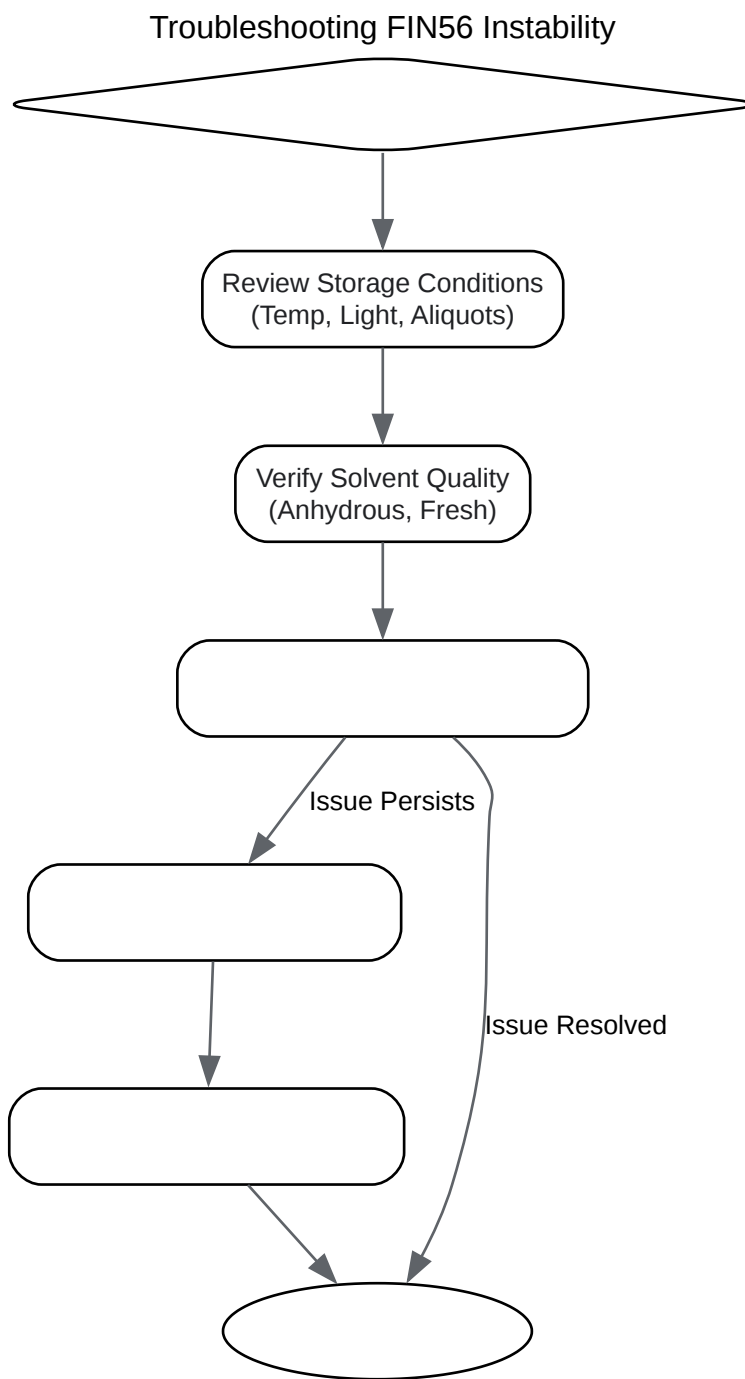 Troubleshooting FIN56 Instability
Review Storage Conditions
(Temp, Light, Aliquots)
Verify Solvent Quality
(Anhydrous, Fresh)
Issue Persists
Issue Resolved